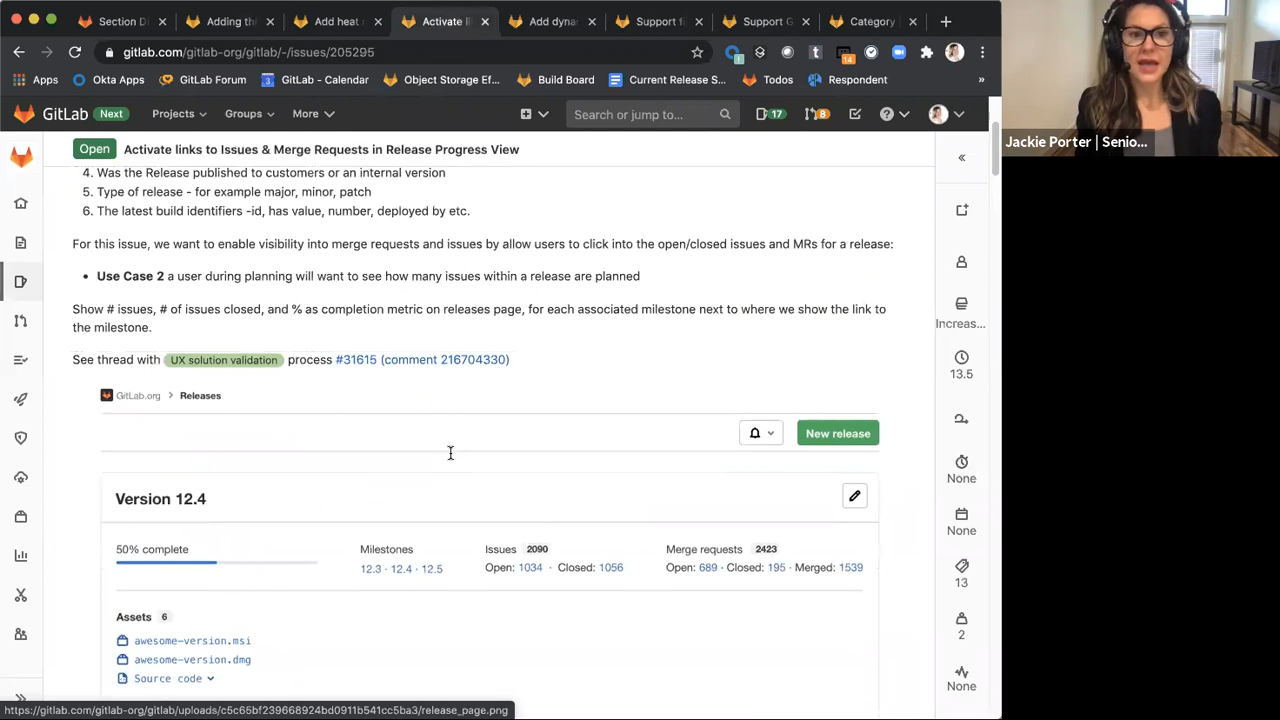 Section Di
Adding the
Add heat m
Activate li
Add dyna
Support fi
Support G
Category
gitlab.com/gitlab-org/gitlab/-/issues/205295
1
14
Apps
Okta Apps
GitLab Forum
GitLab - Calendar
Object Storage Ef...
Build Board
Current Release S...
Todos
Respondent
»
GitLab Next
Projects
Groups
More
Search or jump to...
17
8
Open
Activate links to Issues & Merge Requests in Release Progress View
4. Was the Release published to customers or an internal version
5. Type of release - for example major, minor, patch
6. The latest build identifiers -id, has value, number, deployed by etc.
For this issue, we want to enable visibility into merge requests and issues by allow users to click into the open/closed issues and MRs for a release:
• Use Case 2 a user during planning will want to see how many issues within a release are planned
Show # issues, # of issues closed, and % as completion metric on releases page, for each associated milestone next to where we show the link to
the milestone.
See thread with UX solution validation process #31615 (comment 216704330)
GitLab.org > Releases
New release
Version 12.4
50% complete
Milestones
12.3 · 12.4 · 12.5
Issues 2090
Open: 1034 · Closed: 1056
Merge requests 2423
Open: 689 · Closed: 195 · Merged: 1539
Assets 6
awesome-version.msi
awesome-version.dmg
Source code
https://gitlab.com/gitlab-org/gitlab/uploads/c5c65bf239668924bd0911b541cc5ba3/release_page.png
Increas...
13.5
None
None
13
2
None
Jackie Porter | Senio...